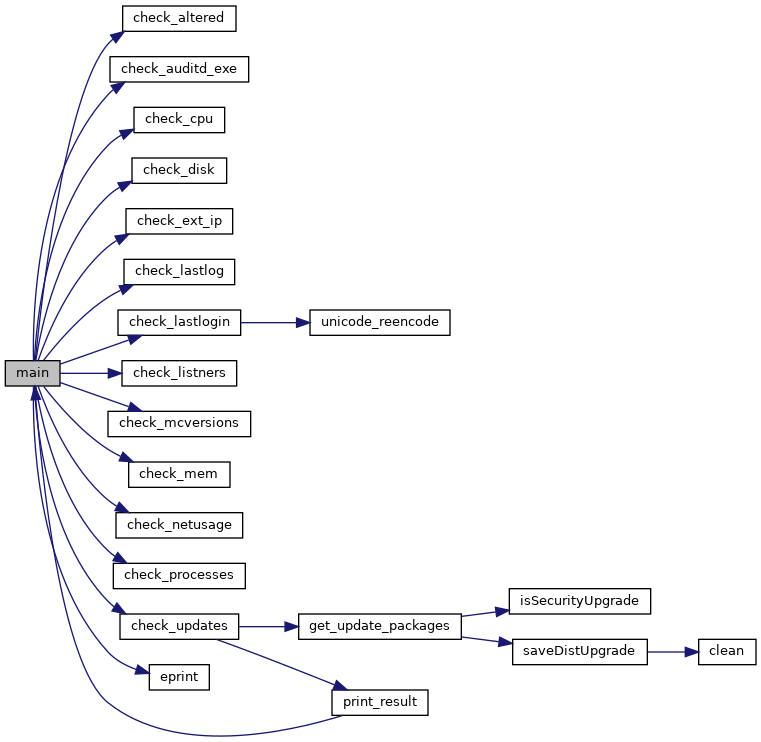 check_altered
check_auditd_exe
check_cpu
check_disk
check_ext_ip
check_lastlog
check_lastlogin
unicode_reencode
main
check_listners
check_mcversions
check_mem
check_netusage
check_processes
isSecurityUpgrade
check_updates
get_update_packages
saveDistUpgrade
clean
eprint
print_result